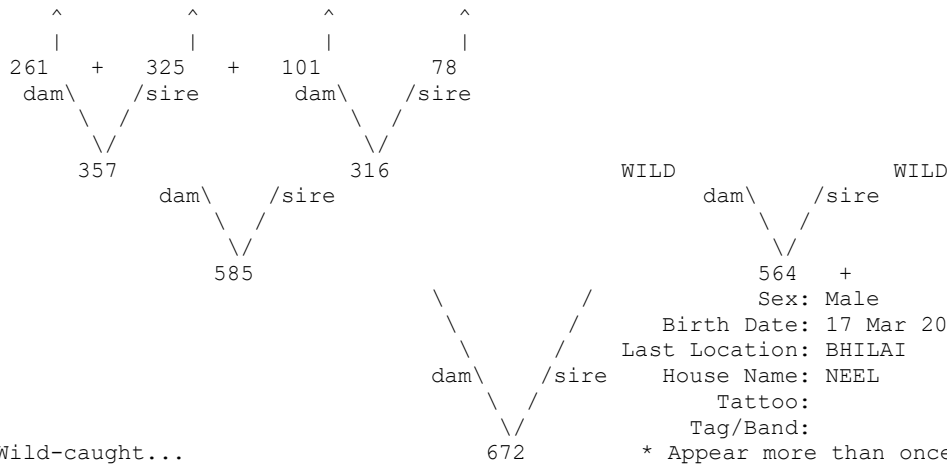 ^ ^ ^ ^
| | | |
261 + 325 + 101 78
dam\ /sire dam\ /sire
\ / \ /
\/ \/
357 316 WILD WILD
dam\ /sire dam\ /sire
\ / \ /
\/ \/
585 564 +
\ / Sex: Male
\ / Birth Date: 17 Mar 20
\ / Last Location: BHILAI
dam\ /sire House Name: NEEL
\ / Tattoo:
\/ Tag/Band:
Wild-caught... 672 * Appear more than once